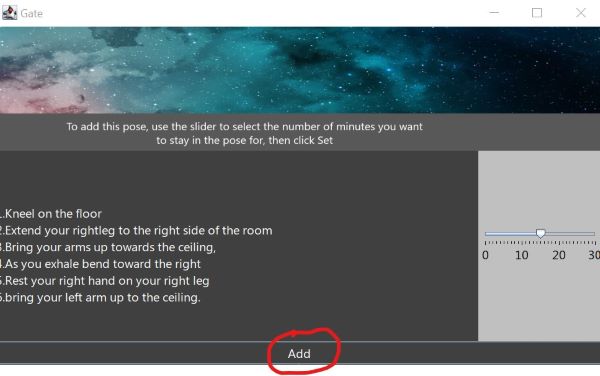 Gate
To add this pose, use the slider to select the number of minutes you want
to stay in the pose for, then click Set
1.Kneel on the floor
2.Extend your rightleg to the right side of the room
3.Bring your arms up towards the ceiling,
4.As you exhale bend toward the right
5.Rest your right hand on your right leg
6.bring your left arm up to the ceiling.
0 10 20 30
Add